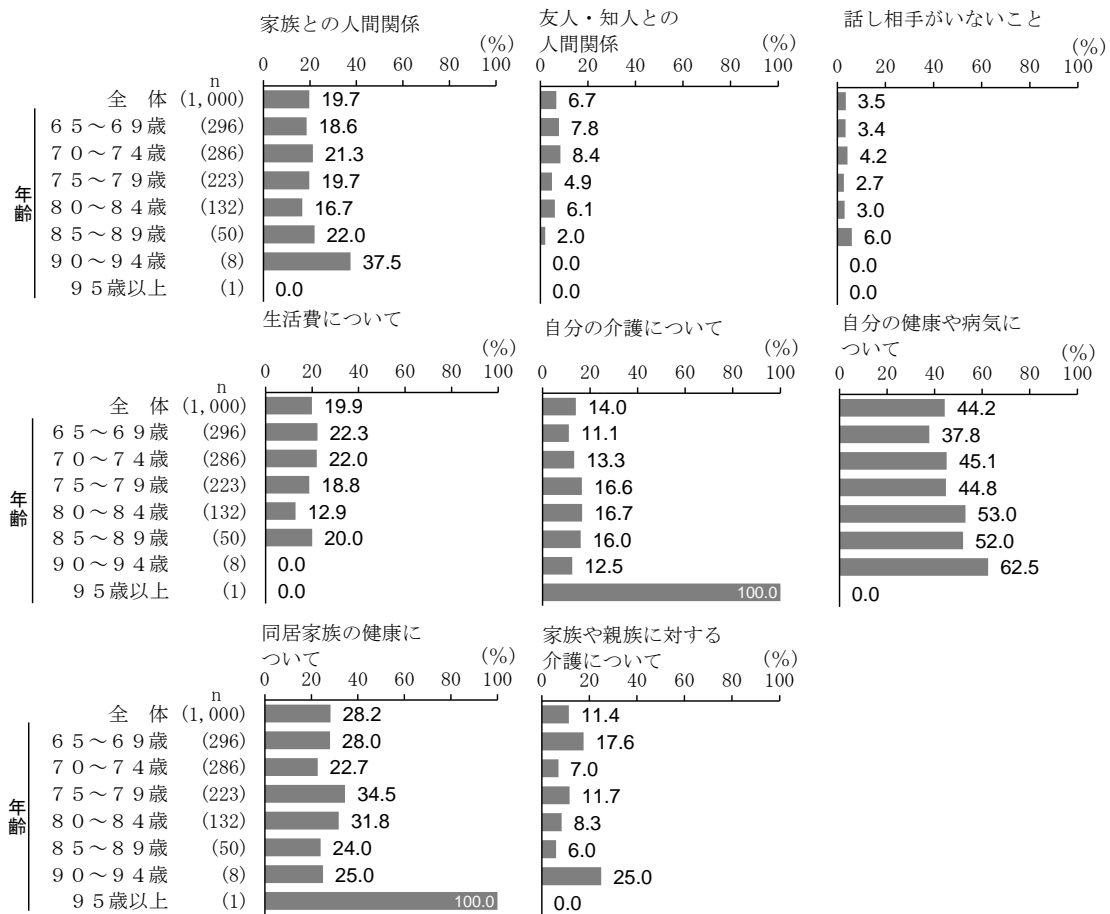 家族との人間関係
友人・知人との
人間関係
話し相手がいないこと
(%)
(%)
(%)
0 20 40 60 80 100
0 20 40 60 80 100
0 20 40 60 80 100
n
全 体 (1,000) 19.7 6.7 3.5
65～69歳 (296) 18.6 7.8 3.4
70～74歳 (286) 21.3 8.4 4.2
75～79歳 (223) 19.7 4.9 2.7
80～84歳 (132) 16.7 6.1 3.0
85～89歳 (50) 22.0 2.0 6.0
90～94歳 (8) 37.5 0.0 0.0
95歳以上 (1) 0.0 0.0 0.0
年齢
生活費について
自分の介護について
自分の健康や病気に
ついて
(%)
(%)
(%)
0 20 40 60 80 100
0 20 40 60 80 100
0 20 40 60 80 100
n
全 体 (1,000) 19.9 14.0 44.2
65～69歳 (296) 22.3 11.1 37.8
70～74歳 (286) 22.0 13.3 45.1
75～79歳 (223) 18.8 16.6 44.8
80～84歳 (132) 12.9 16.7 53.0
85～89歳 (50) 20.0 16.0 52.0
90～94歳 (8) 0.0 12.5 62.5
95歳以上 (1) 0.0 100.0 0.0
年齢
同居家族の健康に
ついて
家族や親族に対する
介護について
(%)
(%)
0 20 40 60 80 100
0 20 40 60 80 100
n
全 体 (1,000) 28.2 11.4
65～69歳 (296) 28.0 17.6
70～74歳 (286) 22.7 7.0
75～79歳 (223) 34.5 11.7
80～84歳 (132) 31.8 8.3
85～89歳 (50) 24.0 6.0
90～94歳 (8) 25.0 25.0
95歳以上 (1) 100.0 0.0
年齢